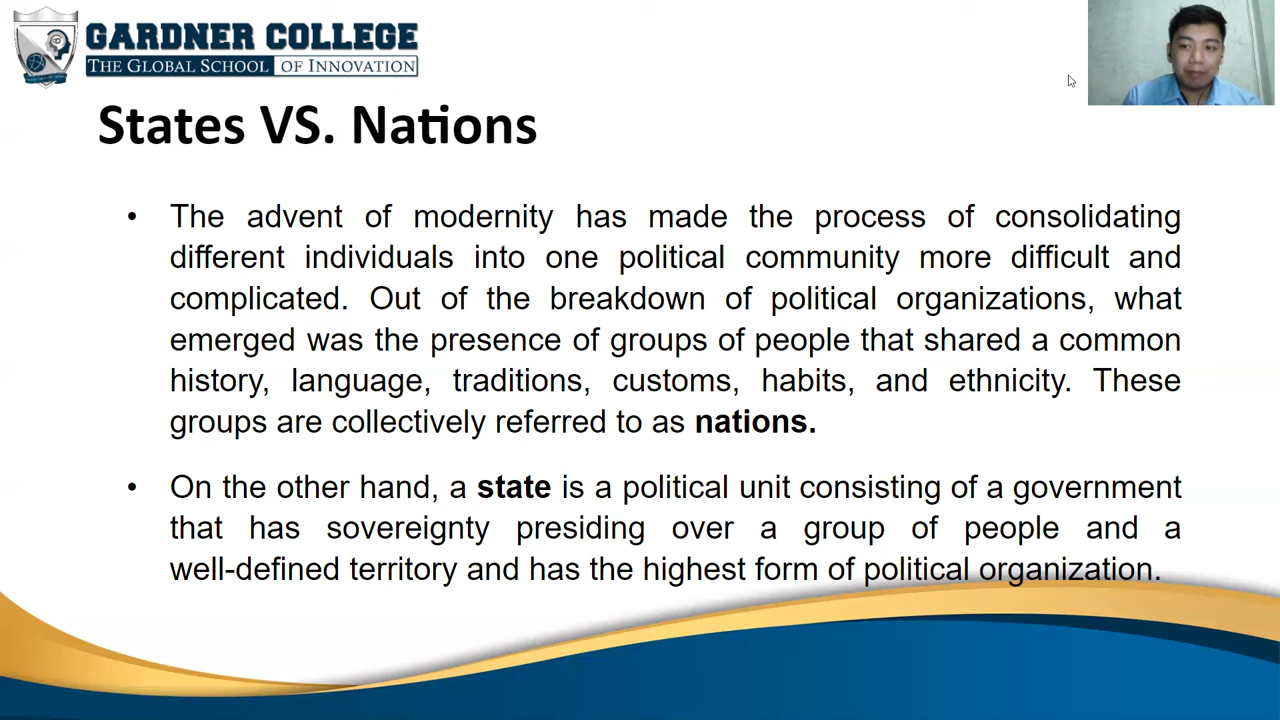 GARDNER COLLEGE
THE GLOBAL SCHOOL OF INNOVATION
States VS. Nations
• The advent of modernity has made the process of consolidating
different individuals into one political community more difficult and
complicated. Out of the breakdown of political organizations, what
emerged was the presence of groups of people that shared a common
history, language, traditions, customs, habits, and ethnicity. These
groups are collectively referred to as nations.
• On the other hand, a state is a political unit consisting of a government
that has sovereignty presiding over a group of people and a
well-defined territory and has the highest form of political organization.